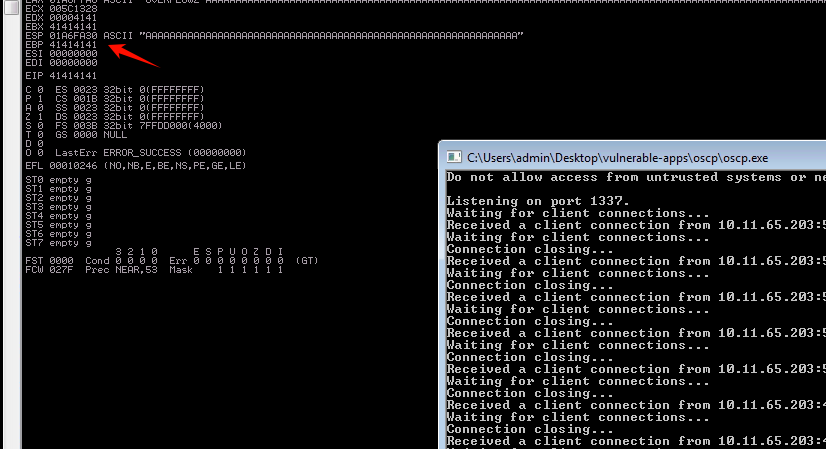 ECX 005C1328
EDX 00004141
EBX 41414141
ESP 01A6FA30 ASCII "AAAAAAAAAAAAAAAAAAAAAAAAAAAAAAAAAAAAAAAAAAAAAAAAAAAAAAAAAAAAAA"
EBP 41414141
ESI 00000000
EDI 00000000
EIP 41414141
C 0 ES 0023 32bit 0(FFFFFFFF)
P 1 CS 001B 32bit 0(FFFFFFFF)
A 0 SS 0023 32bit 0(FFFFFFFF)
Z 1 DS 0023 32bit 0(FFFFFFFF)
S 0 FS 003B 32bit 7FFDD000(4000)
T 0 GS 0000 NULL
D 0
O 0 LastErr ERROR_SUCCESS (00000000)
EFL 00010246 (NO,NB,E,BE,NS,PE,GE,LE)
ST0 empty g
ST1 empty g
ST2 empty g
ST3 empty g
ST4 empty g
ST5 empty g
ST6 empty g
ST7 empty g
3 2 1 0 E S P U O Z D I
FST 0000 Cond 0 0 0 0 Err 0 0 0 0 0 0 0 0 (GT)
FCW 027F Prec NEAR,53 Mask 1 1 1 1 1 1
C:\Users\admin\Desktop\vulnerable-apps\oscp\oscp.exe
Do not allow access from untrusted systems or ne
Listening on port 1337.
Waiting for client connections...
Received a client connection from 10.11.65.203:5
Waiting for client connections...
Connection closing...
Received a client connection from 10.11.65.203:5
Waiting for client connections...
Connection closing...
Received a client connection from 10.11.65.203:5
Waiting for client connections...
Connection closing...
Received a client connection from 10.11.65.203:5
Waiting for client connections...
Connection closing...
Received a client connection from 10.11.65.203:5
Waiting for client connections...
Connection closing...
Received a client connection from 10.11.65.203:4
Waiting for client connections...
Connection closing...
Received a client connection from 10.11.65.203:4